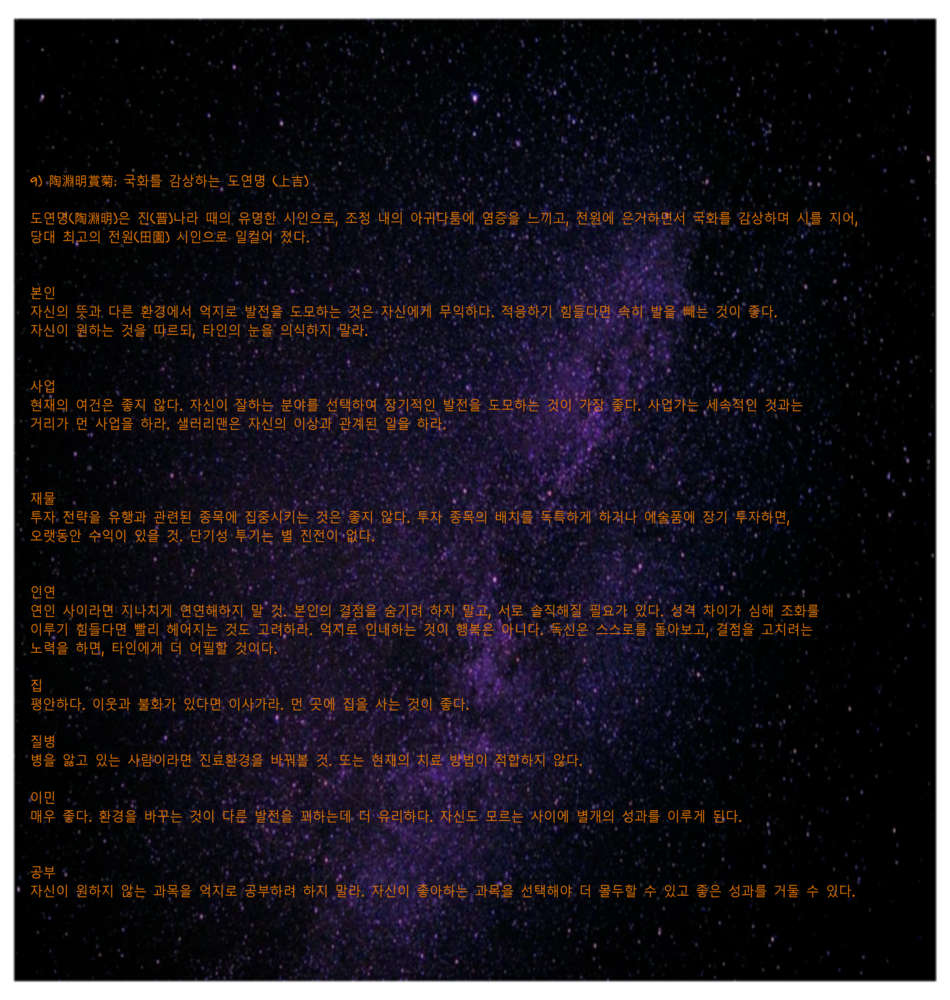 9) 陶淵明賞菊: 국화를 감상하는 도연명 (上吉)
도연명(陶淵明)은 진(晋)나라 때의 유명한 시인으로, 조정 내의 아귀다툼에 염증을 느끼고, 전원에 은거하면서 국화를 감상하며 시를 지어,
당대 최고의 전원(田園) 시인으로 일컬어 졌다.
본인
자신의 뜻과 다른 환경에서 억지로 발전을 도모하는 것은 자신에게 무익하다. 적응하기 힘들다면 속히 발을 빼는 것이 좋다.
자신이 원하는 것을 따르되, 타인의 눈을 의식하지 말라.
사업
현재의 여건은 좋지 않다. 자신이 잘하는 분야를 선택하여 장기적인 발전을 도모하는 것이 가장 좋다. 사업가는 세속적인 것과는
거리가 먼 사업을 하라. 샐러리맨은 자신의 이상과 관계된 일을 하라.
재물
투자 전략을 유행과 관련된 종목에 집중시키는 것은 좋지 않다. 투자 종목의 배치를 독특하게 하거나 예술품에 장기 투자하면,
오랫동안 수익이 있을 것. 단기성 투기는 별 진전이 없다.
인연
연인 사이라면 지나치게 연연해하지 말 것. 본인의 결점을 숨기려 하지 말고, 서로 솔직해질 필요가 있다. 성격 차이가 심해 조화를
이루기 힘들다면 빨리 헤어지는 것도 고려하라. 억지로 인내하는 것이 행복은 아니다. 독신은 스스로를 돌아보고, 결점을 고치려는
노력을 하면, 타인에게 더 어필할 것이다.
집
평안하다. 이웃과 불화가 있다면 이사가라. 먼 곳에 집을 사는 것이 좋다.
질병
병을 앓고 있는 사람이라면 진료환경을 바꿔볼 것. 또는 현재의 치료 방법이 적합하지 않다.
이민
매우 좋다. 환경을 바꾸는 것이 다른 발전을 꾀하는데 더 유리하다. 자신도 모르는 사이에 별개의 성과를 이루게 된다.
공부
자신이 원하지 않는 과목을 억지로 공부하려 하지 말라. 자신이 좋아하는 과목을 선택해야 더 몰두할 수 있고 좋은 성과를 거둘 수 있다.